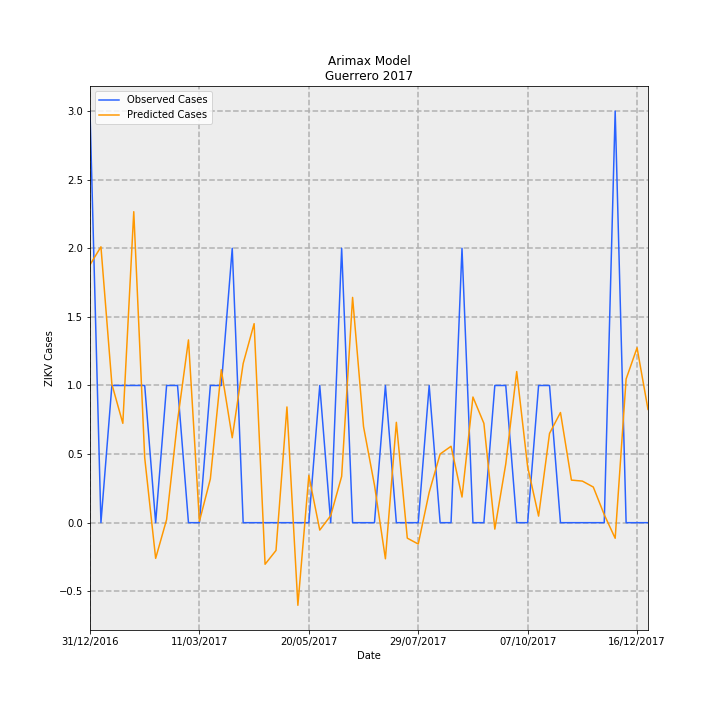 Arimax Model
Guerrero 2017
Observed Cases
Predicted Cases
3.0
2.5
2.0
1.5
1.0
0.5
0.0
−0.5
ZIKV Cases
31/12/2016 11/03/2017 20/05/2017 29/07/2017 07/10/2017 16/12/2017
Date